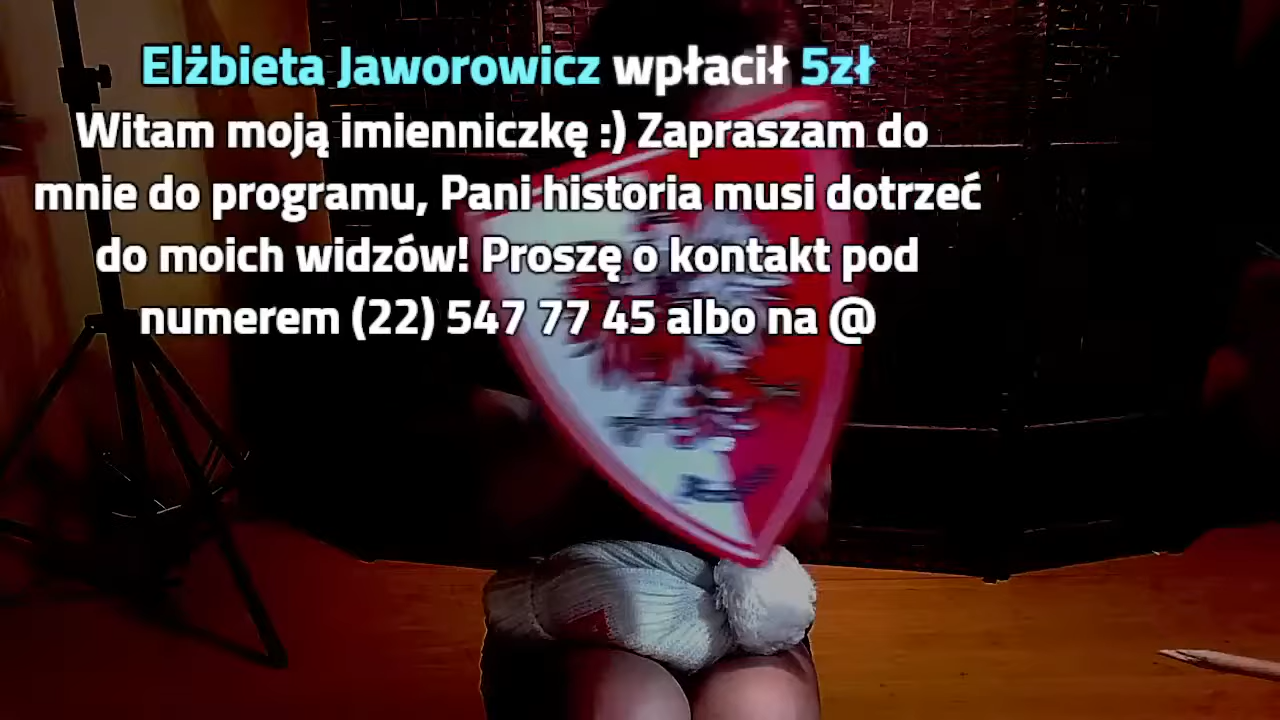 Elżbieta Jaworowicz wpłacił 5zł
Witam moją imienniczkę :) Zapraszam do
mnie do programu, Pani historia musi dotrzeć
do moich widzów! Proszę o kontakt pod
numerem (22) 547 77 45 albo na @